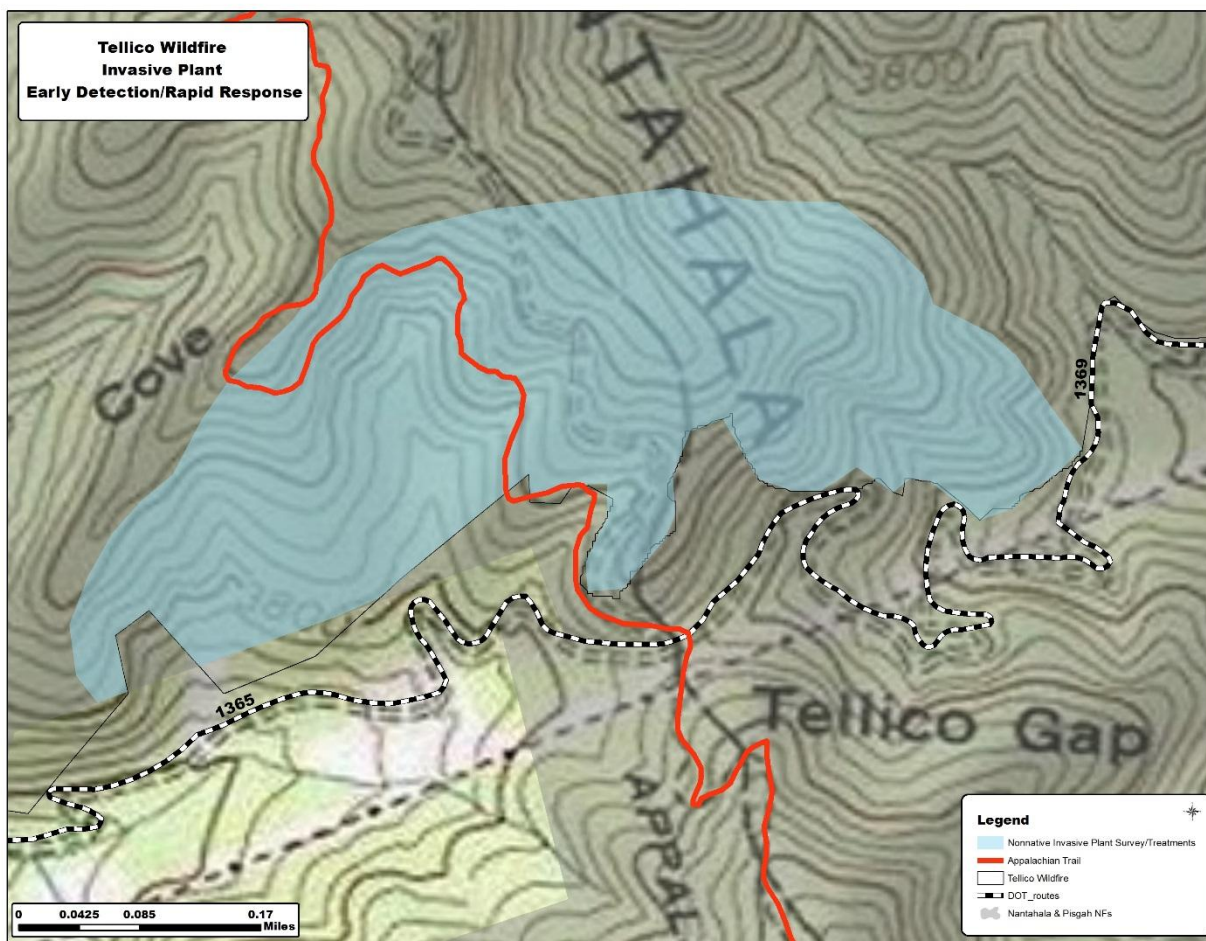 Tellico Wildfire
Invasive Plant
Early Detection/Rapid Response
3800
Cove
1369
Tellico Gap
1365
Legend
Nonnative Invasive Plant Survey/Treatments
Appalachian Trail
Tellico Wildfire
DOT_routes
Nantahala & Pisgah NFs
0 0.0425 0.085 0.17
Miles